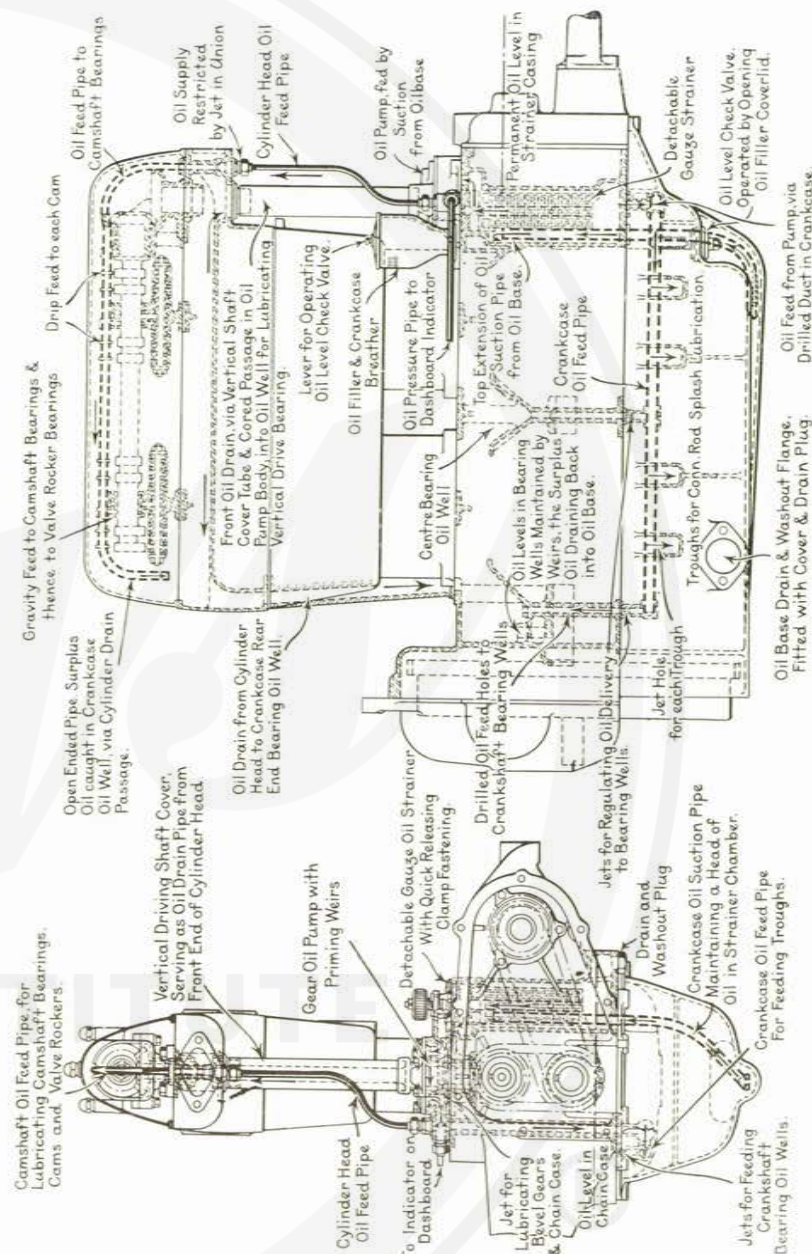 Gravity Feed to Camshaft Bearings &
thence, to Valve Rocker Bearings
Drip Feed to each Cam
Oil Feed Pipe to
Camshaft Bearings
Open Ended Pipe, Surplus
Oil caught in Crankcase
Oil Well, via Cylinder Drain
Passage.
Oil Supply
Restricted
by Jet in Union
Cylinder Head Oil
Feed Pipe
Front Oil Drain, via Vertical Shaft
Cover Tube & Cored Passage in Oil
Pump Body, into Oil Well for Lubricating
Vertical Drive Bearing.
Oil Drain from Cylinder
Head to Crankcase Rear
End Bearing Oil Well.
Lever for Operating
Oil Level Check Valve.
Oil Filler & Crankcase
Breather
Oil Pump, fed by
Suction
from Oilbase
Oil Pressure Pipe to
Dashboard Indicator
Centre Bearing
Oil Well
Top Extension of Oil
Suction Pipe
from Oil Base.
Permanent Oil Level in
Strainer Casing
Oil Levels in Bearing
Wells Maintained by
Weirs, the Surplus
Oil Draining Back
into Oil Base.
Crankcase
Oil Feed Pipe
Detachable
Gauze Strainer
Drilled Oil Feed Holes to
Crankshaft Bearing Wells
Jets for Regulating Oil Delivery
to Bearing Wells.
Jet Hole
for each Trough
Troughs for Conn. Rod Splash Lubrication
Oil Level Check Valve.
Operated by Opening
Oil Filler Coverlid.
Oil Base Drain & Washout Flange.
Fitted with Cover & Drain Plug
Oil Feed from Pump, via
Drilled Duct in Crankcase.
Camshaft Oil Feed Pipe, for
Lubricating Camshaft Bearings.
Cams and Valve Rockers.
Vertical Driving Shaft Cover,
Serving as Oil Drain Pipe from
Front End of Cylinder Head
Cylinder Head
Oil Feed Pipe
Gear Oil Pump with
Priming Weirs
To Indicator on
Dashboard
Detachable Gauze Oil Strainer
With Quick Releasing
Clamp Fastening.
Jet for
Lubricating
Bevel Gears
& Chain Case.
Oil Level in
Chain Case
Drain and
Washout Plug
Crankcase Oil Suction Pipe
Maintaining a Head of
Oil in Strainer Chamber.
Crankcase Oil Feed Pipe
For Feeding Troughs.
Jets for Feeding
Crankshaft
Bearing Oil Wells.
TITUTE